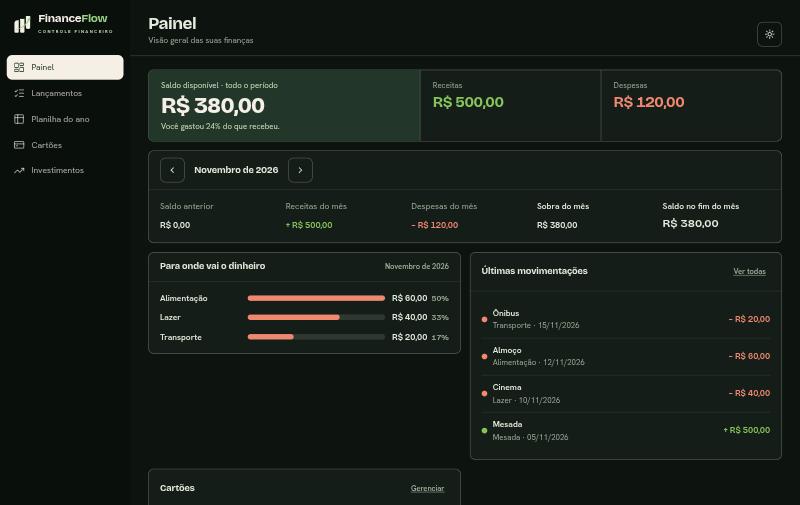 FinanceFlow
CONTROLE FINANCEIRO
Painel
Lançamentos
Planilha do ano
Cartões
Investimentos
Painel
Visão geral das suas finanças
Saldo disponível · todo o período
R$ 380,00
Você gastou 24% do que recebeu.
Receitas
R$ 500,00
Despesas
R$ 120,00
Novembro de 2026
Saldo anterior
R$ 0,00
Receitas do mês
+ R$ 500,00
Despesas do mês
− R$ 120,00
Sobra do mês
R$ 380,00
Saldo no fim do mês
R$ 380,00
Para onde vai o dinheiro
Novembro de 2026
Alimentação R$ 60,00 50%
Lazer R$ 40,00 33%
Transporte R$ 20,00 17%
Últimas movimentações
Ver todas
Ônibus
Transporte · 15/11/2026
− R$ 20,00
Almoço
Alimentação · 12/11/2026
− R$ 60,00
Cinema
Lazer · 10/11/2026
− R$ 40,00
Mesada
Mesada · 05/11/2026
+ R$ 500,00
Cartões
Gerenciar